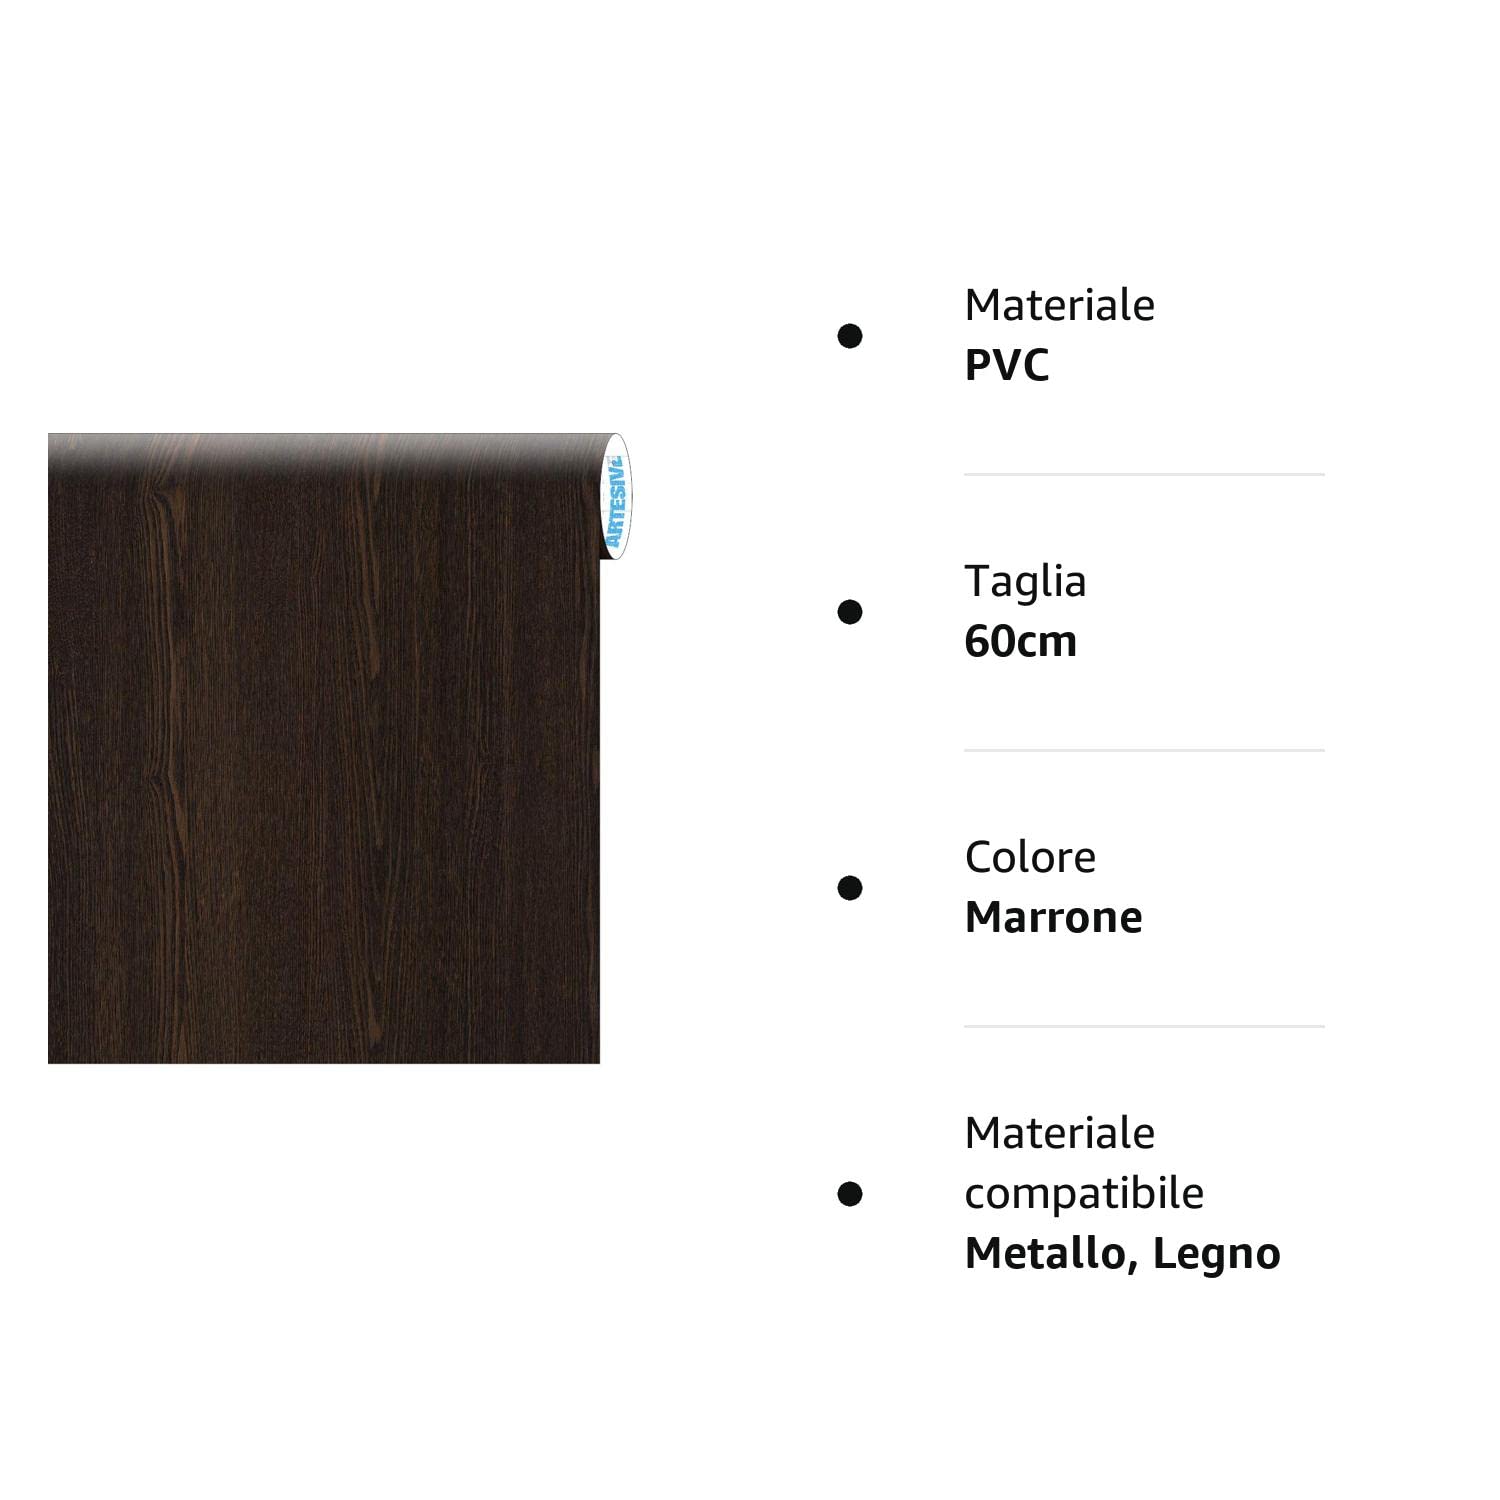 ARTESIVE
Materiale
PVC
Taglia
60cm
Colore
Marrone
Materiale
compatibile
Metallo, Legno